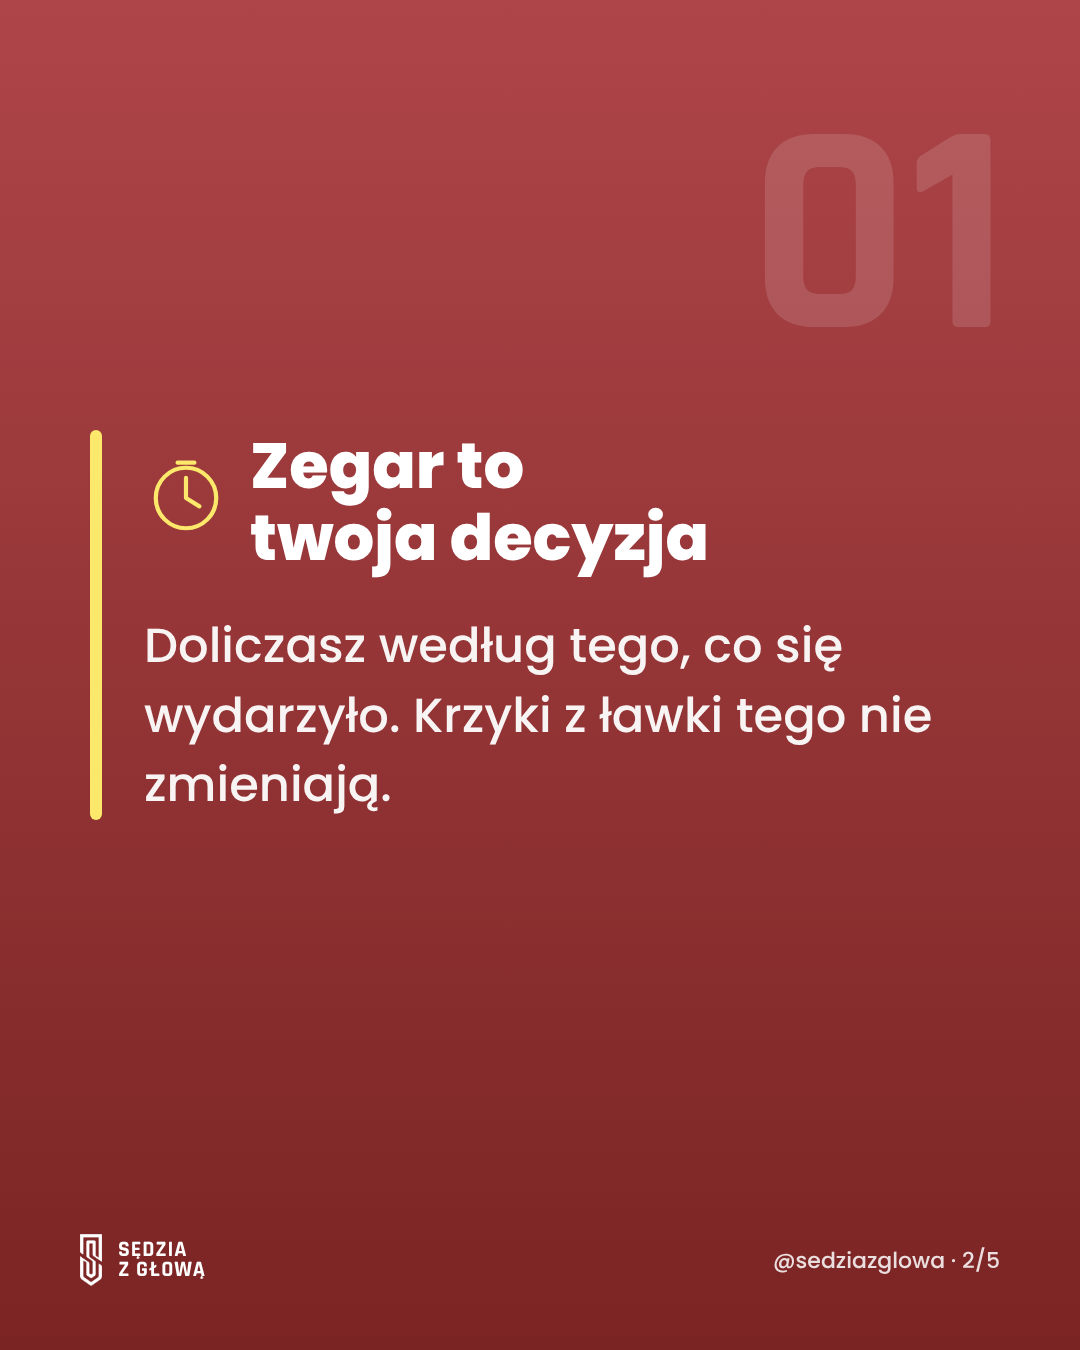 01
Zegar to
twoja decyzja
Doliczasz według tego, co się
wydarzyło. Krzyki z ławki tego nie
zmieniają.
SĘDZIA
Z GŁOWĄ
@sedziazglowa · 2/5